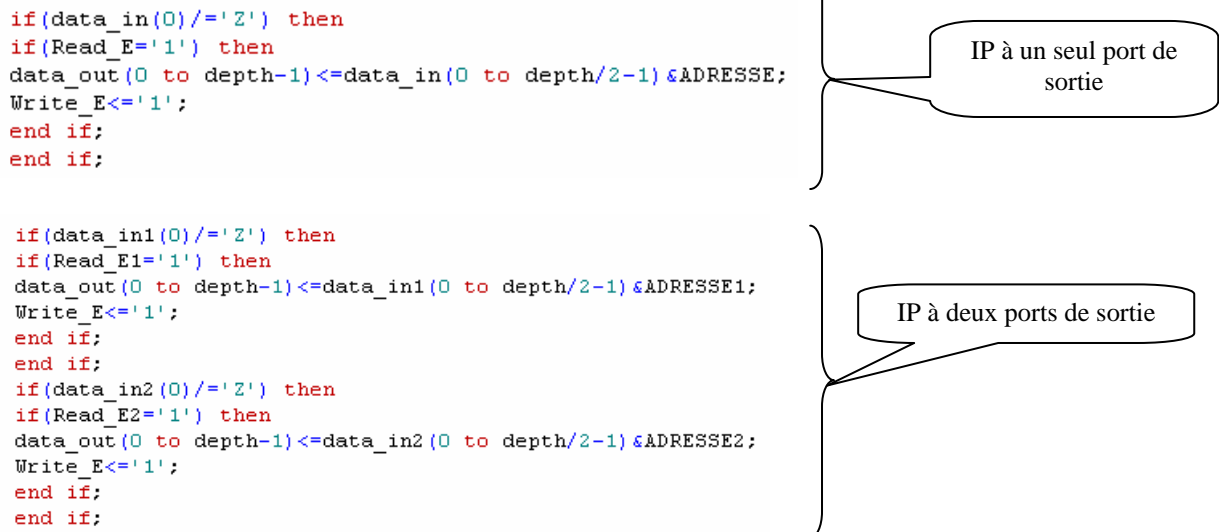 if(data_in(0)/='Z') then
if(Read_E='1') then
data_out(0 to depth-1)<=data_in(0 to depth/2-1)&ADRESSE;
Write_E<='1';
end if;
end if;
IP à un seul port de
sortie
if(data_in1(0)/='Z') then
if(Read_E1='1') then
data_out(0 to depth-1)<=data_in1(0 to depth/2-1)&ADRESSE1;
Write_E<='1';
end if;
end if;
if(data_in2(0)/='Z') then
if(Read_E2='1') then
data_out(0 to depth-1)<=data_in2(0 to depth/2-1)&ADRESSE2;
Write_E<='1';
end if;
end if;
IP à deux ports de sortie